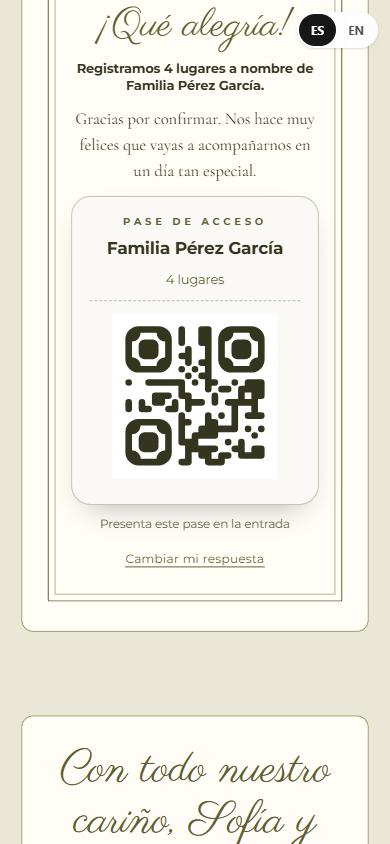 ¡Qué alegría!
ES EN
Registramos 4 lugares a nombre de
Familia Pérez García.
Gracias por confirmar. Nos hace muy
felices que vayas a acompañarnos en
un día tan especial.
PASE DE ACCESO
Familia Pérez García
4 lugares
Presenta este pase en la entrada
Cambiar mi respuesta
Con todo nuestro
cariño, Sofía y